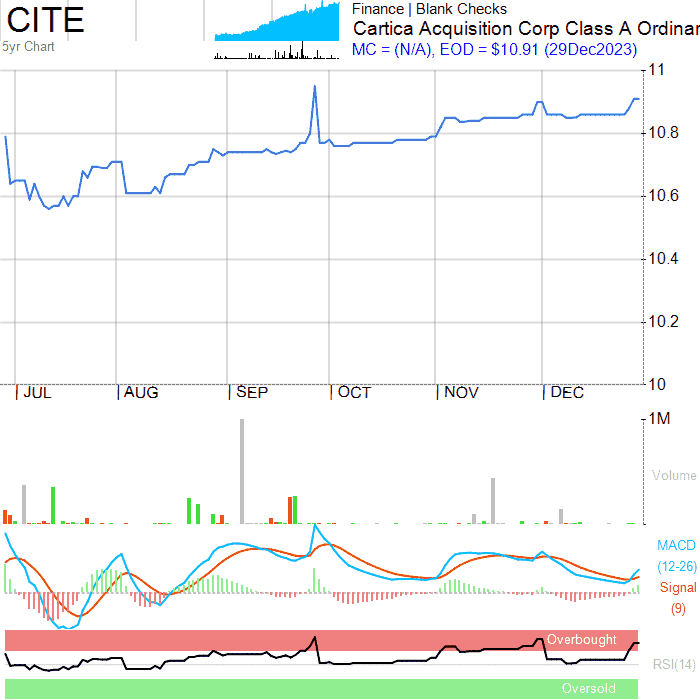 CITE
5yr Chart
Finance | Blank Checks
Cartica Acquisition Corp Class A Ordinar
MC = (N/A), EOD = $10.91 (29Dec2023)
11
10.8
10.6
10.4
10.2
10
JUL AUG SEP OCT NOV DEC
1M
Volume
MACD
(12-26)
Signal
(9)
Overbought
RSI(14)
Oversold